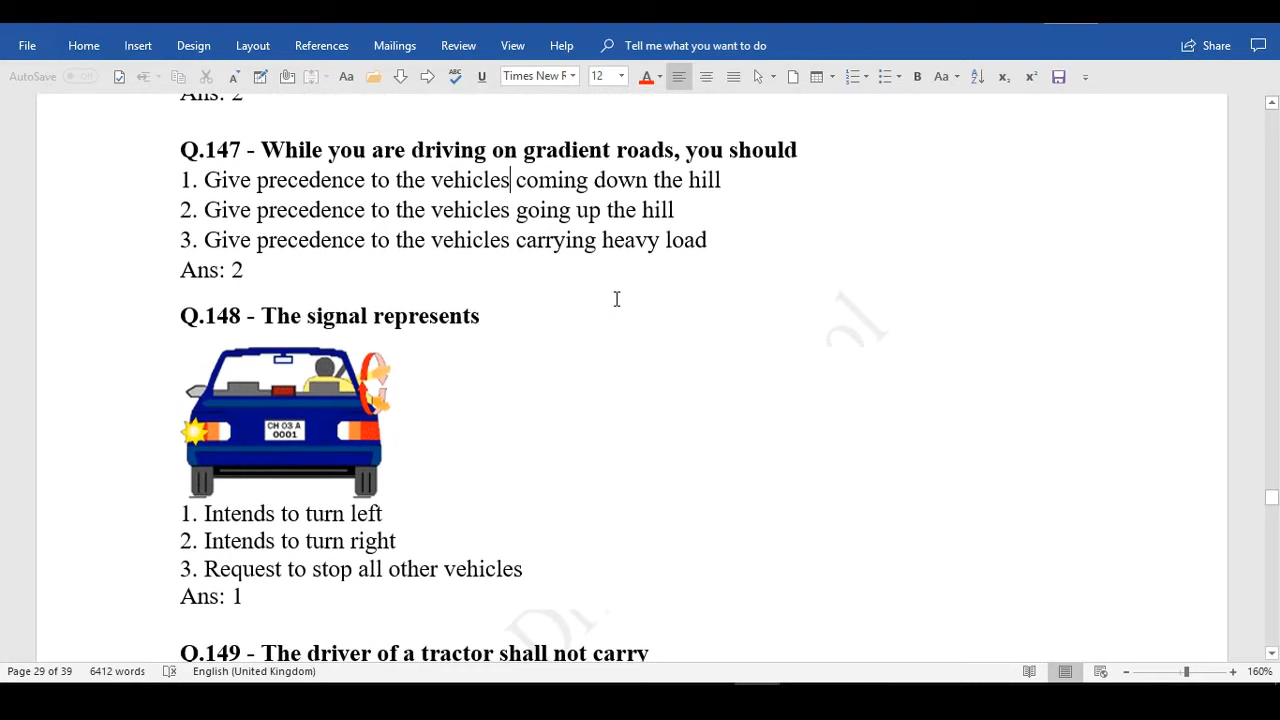 File Home Insert Design Layout References Mailings Review View Help Tell me what you want to do Share
AutoSave Off Aa U Times New R 12 A B Aa
Ans: 2
Q.147 - While you are driving on gradient roads, you should
1. Give precedence to the vehicles coming down the hill
2. Give precedence to the vehicles going up the hill
3. Give precedence to the vehicles carrying heavy load
Ans: 2
Q.148 - The signal represents
CH 03 A
0001
1. Intends to turn left
2. Intends to turn right
3. Request to stop all other vehicles
Ans: 1
Q.149 - The driver of a tractor shall not carry
Page 29 of 39 6412 words English (United Kingdom) 160%